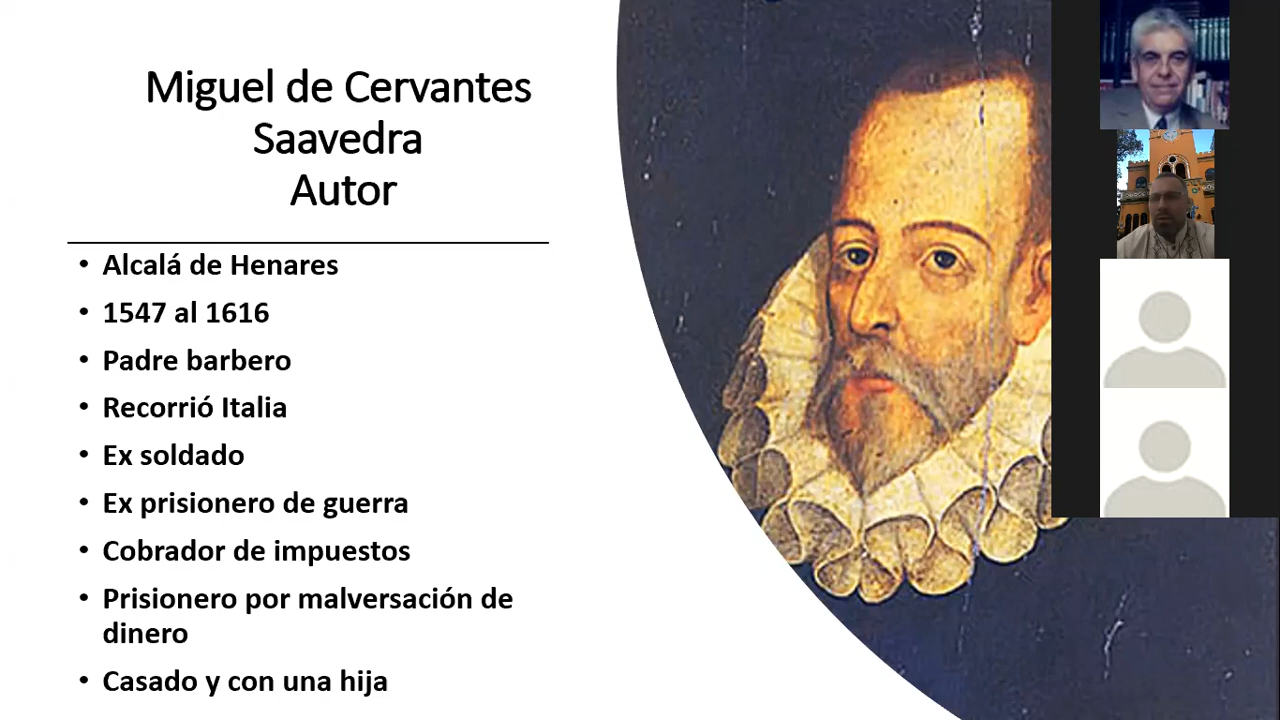 Miguel de Cervantes
Saavedra
Autor
• Alcalá de Henares
• 1547 al 1616
• Padre barbero
• Recorrió Italia
• Ex soldado
• Ex prisionero de guerra
• Cobrador de impuestos
• Prisionero por malversación de
dinero
• Casado y con una hija